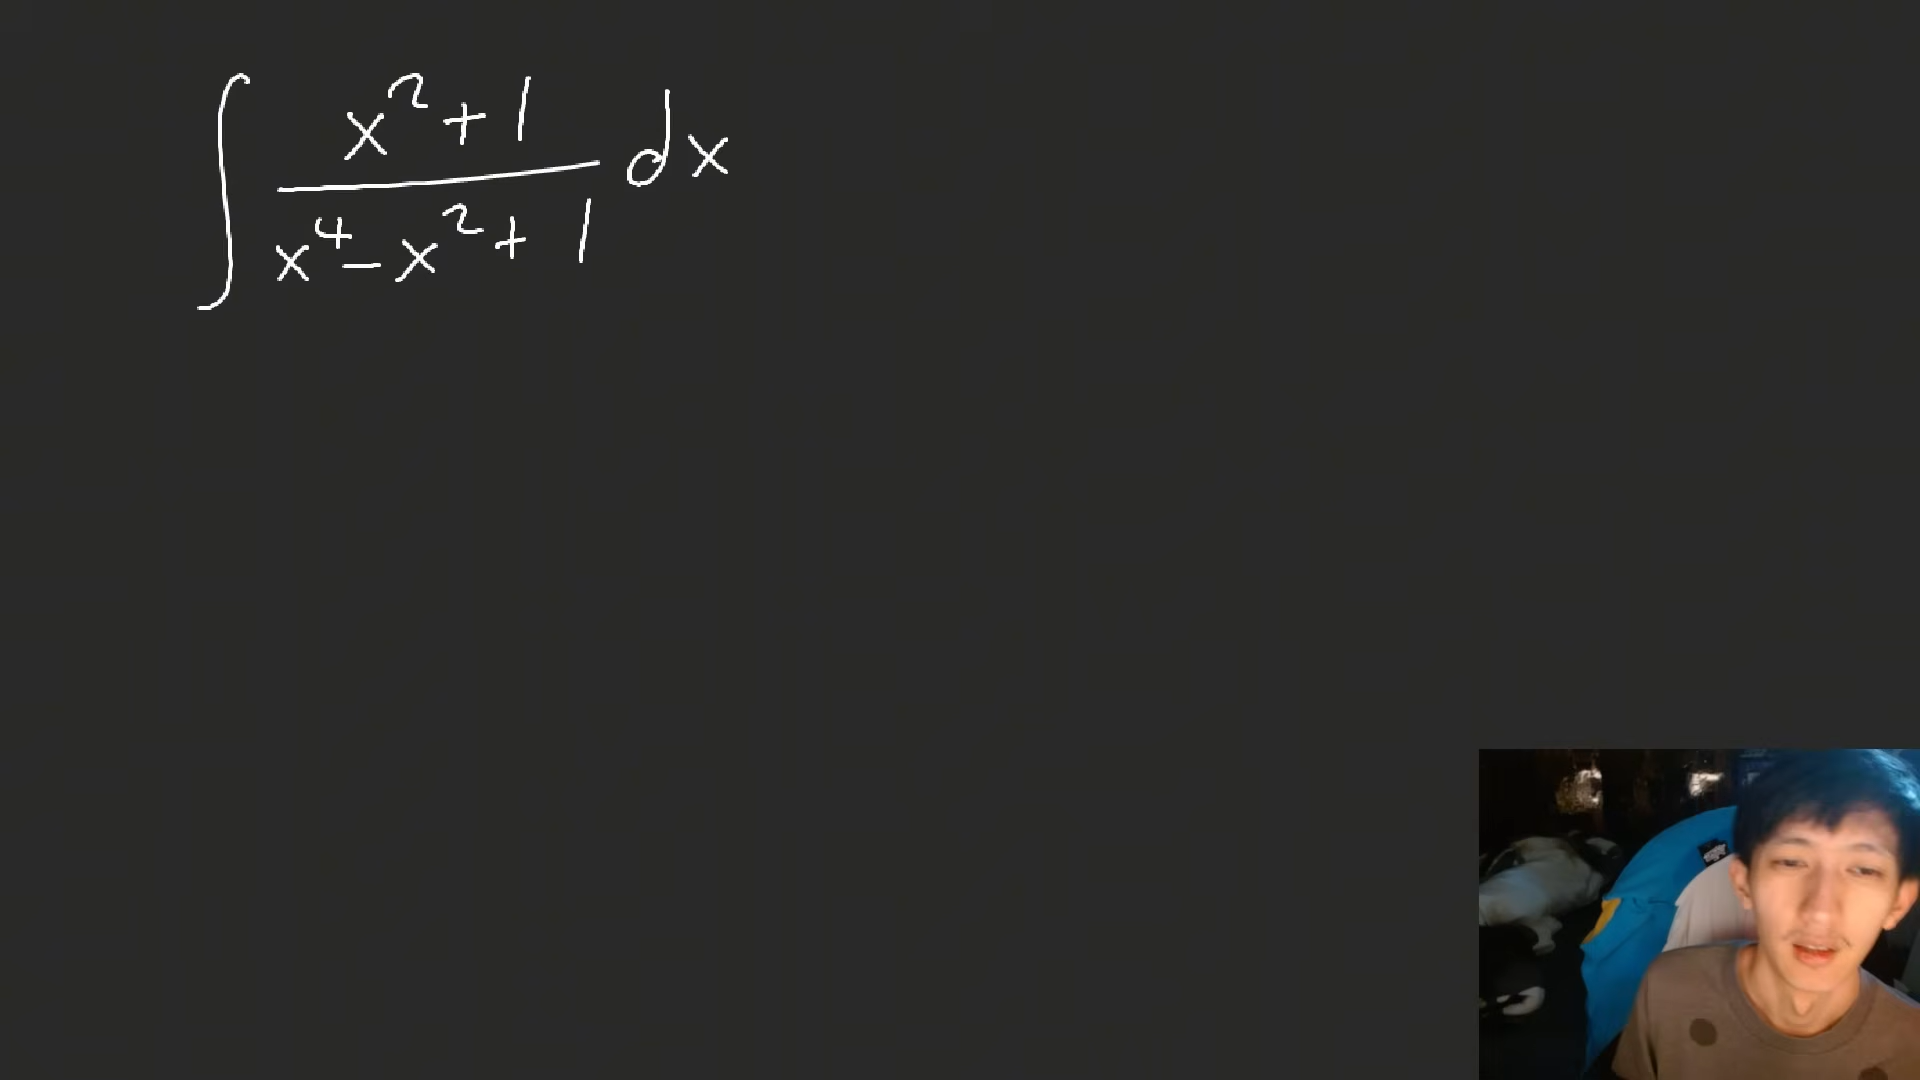 ∫ (x²+1)/(x⁴-x²+1) dx